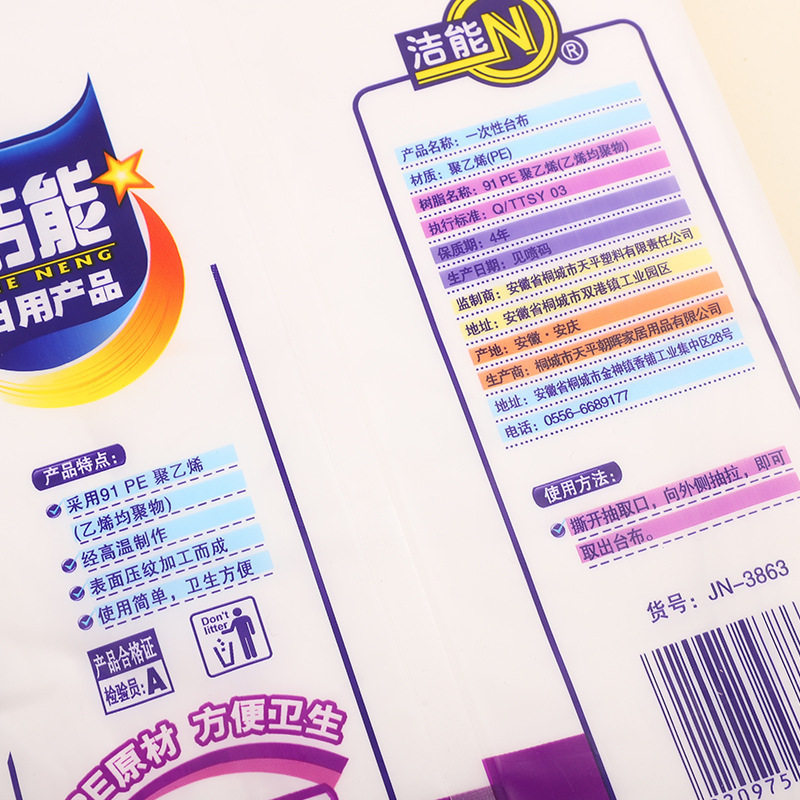 洁能N®
产品名称：一次性台布
材质：聚乙烯(PE)
树脂名称：91 PE 聚乙烯(乙烯均聚物)
执行标准：Q/TTSY 03
保质期：4年
生产日期：见喷码
监制商：安徽省桐城市天平塑料有限责任公司
地址：安徽省桐城市双港镇工业园区
产地：安徽·安庆
生产商：桐城市天平朝晖家居用品有限公司
地址：安徽省桐城市金神镇香铺工业集中区28号
电话：0556-6689177
使用方法：
撕开抽取口，向外侧抽拉，即可
取出台布。
货号：JN-3863
30975
洁能
E NENG
日用产品
产品特点：
采用91 PE 聚乙烯
(乙烯均聚物)
经高温制作
表面压纹加工而成
使用简单，卫生方便
Don't
litter
产品合格证
检验员：A
PE原材 方便卫生